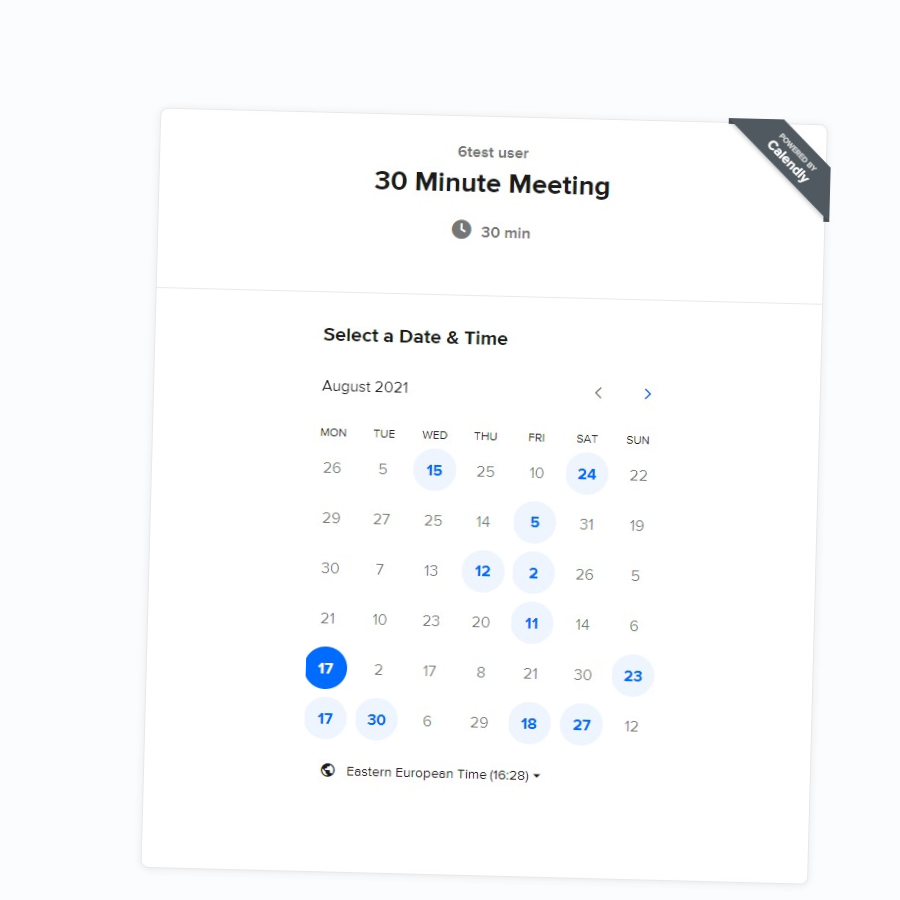 POWERED BY
Calendly
6test user
30 Minute Meeting
30 min
Select a Date & Time
August 2021
MON TUE WED THU FRI SAT SUN
26 5 15 25 10 24 22
29 27 25 14 5 31 19
30 7 13 12 2 26 5
21 10 23 20 11 14 6
17 2 17 8 21 30 23
17 30 6 29 18 27 12
Eastern European Time (16:28)